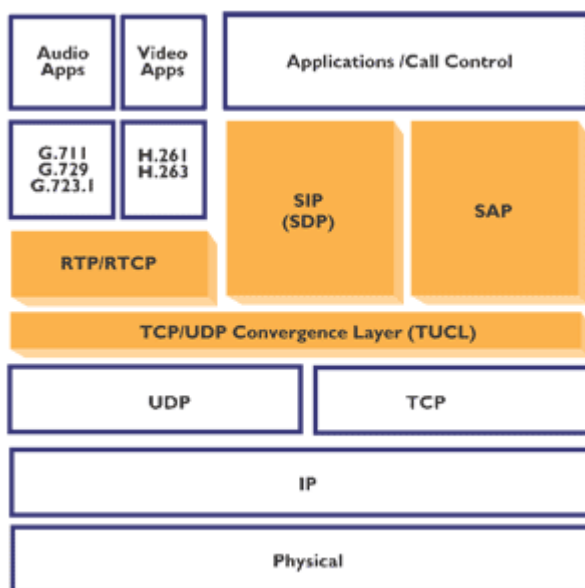 Audio
Apps
Video
Apps
Applications /Call Control
G.711
G.729
G.723.1
H.261
H.263
SIP
(SDP)
SAP
RTP/RTCP
TCP/UDP Convergence Layer (TUCL)
UDP
TCP
IP
Physical